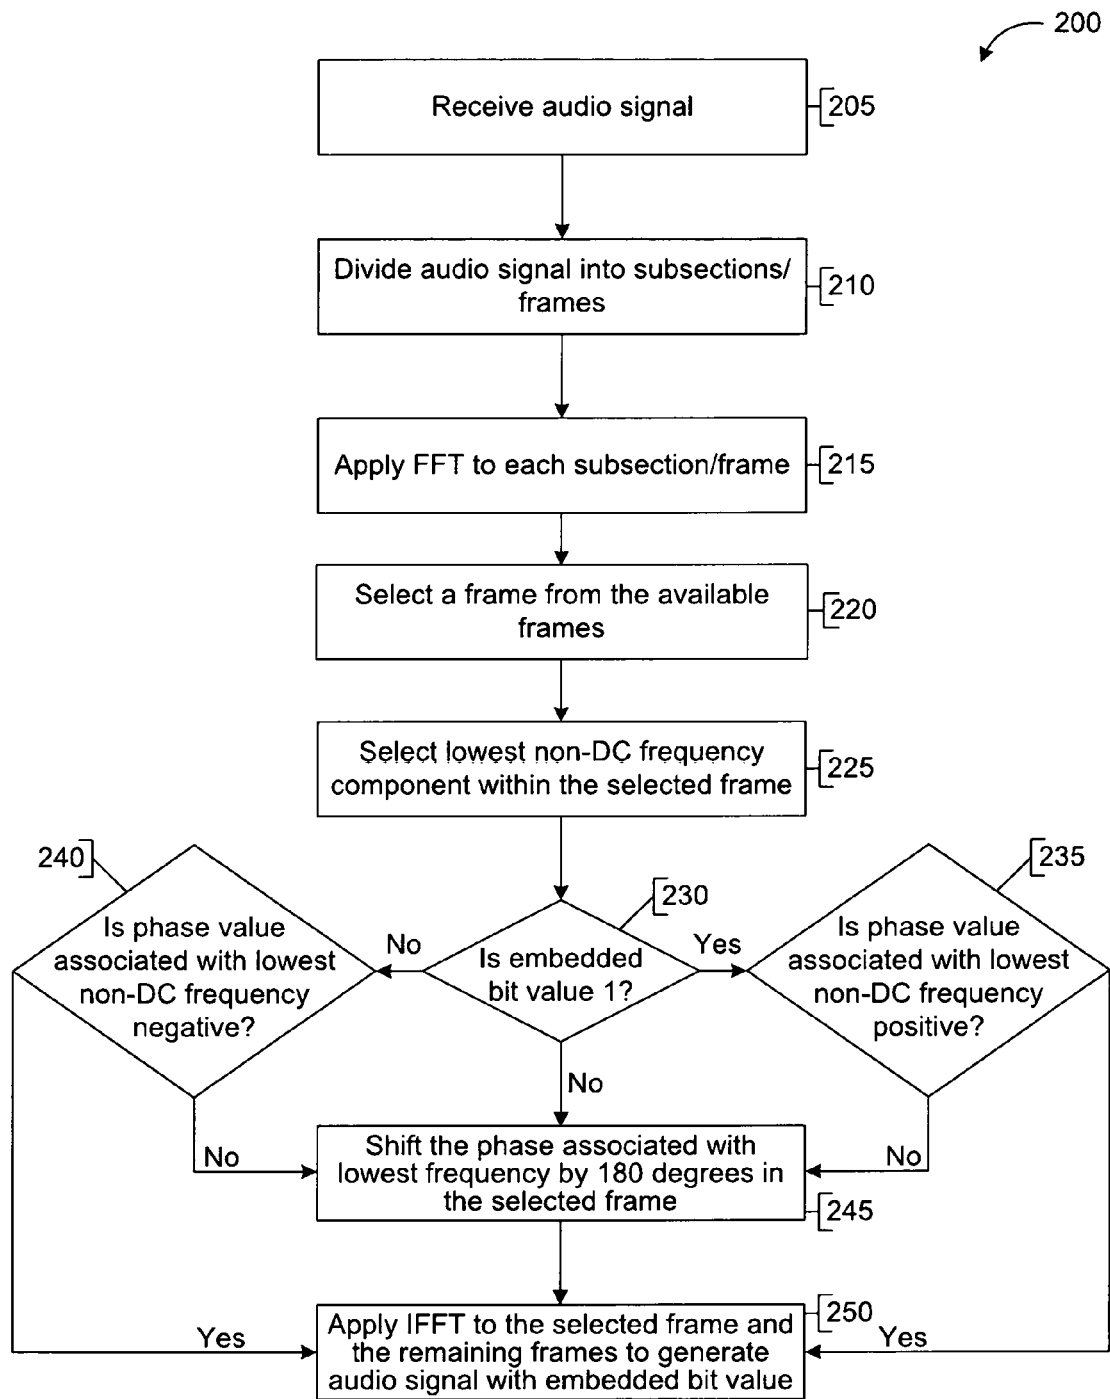 200
Receive audio signal
205
Divide audio signal into subsections/
frames
210
Apply FFT to each subsection/frame
215
Select a frame from the available
frames
220
Select lowest non-DC frequency
component within the selected frame
225
240
Is phase value
associated with lowest
non-DC frequency
negative?
No
230
Is embedded
bit value 1?
Yes
235
Is phase value
associated with lowest
non-DC frequency
positive?
No
No
Shift the phase associated with
lowest frequency by 180 degrees in
the selected frame
No
245
Yes
Apply IFFT to the selected frame and
the remaining frames to generate
audio signal with embedded bit value
250
Yes